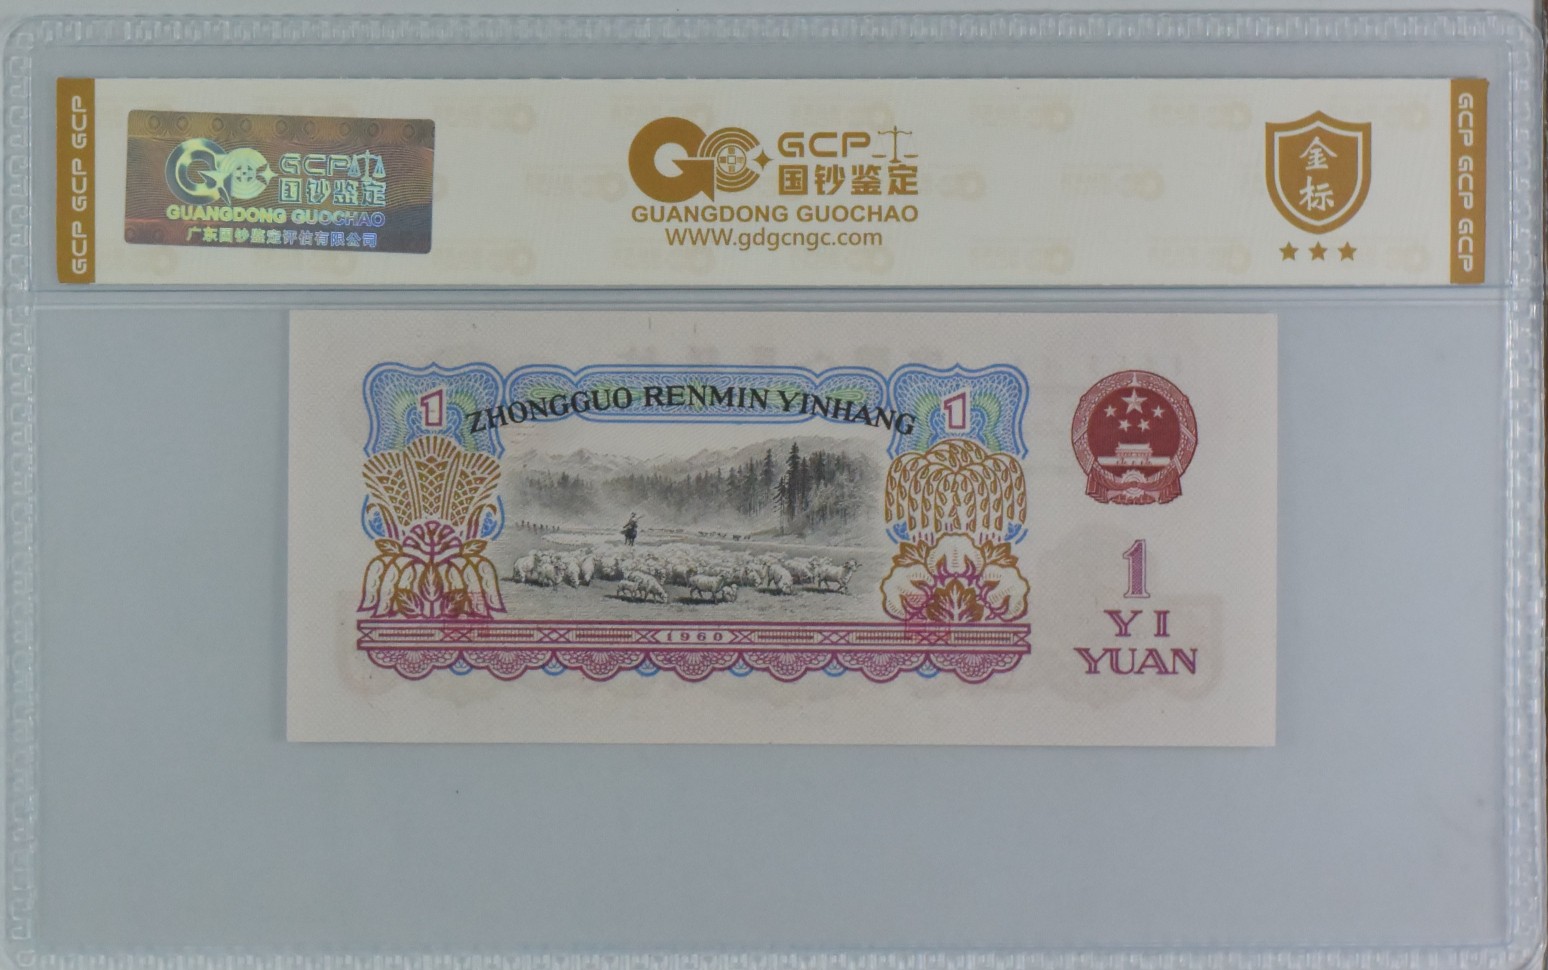 GCP GCP GCP
GCP 国钞鉴定
GUANGDONG GUOCHAO
广东国钞鉴定评估有限公司
GCP
国钞鉴定
GUANGDONG GUOCHAO
WWW.gdgcngc.com
金标
GCP GCP GCP
1
ZHONGGUO RENMIN YINHANG
1
1960
1
YI
YUAN